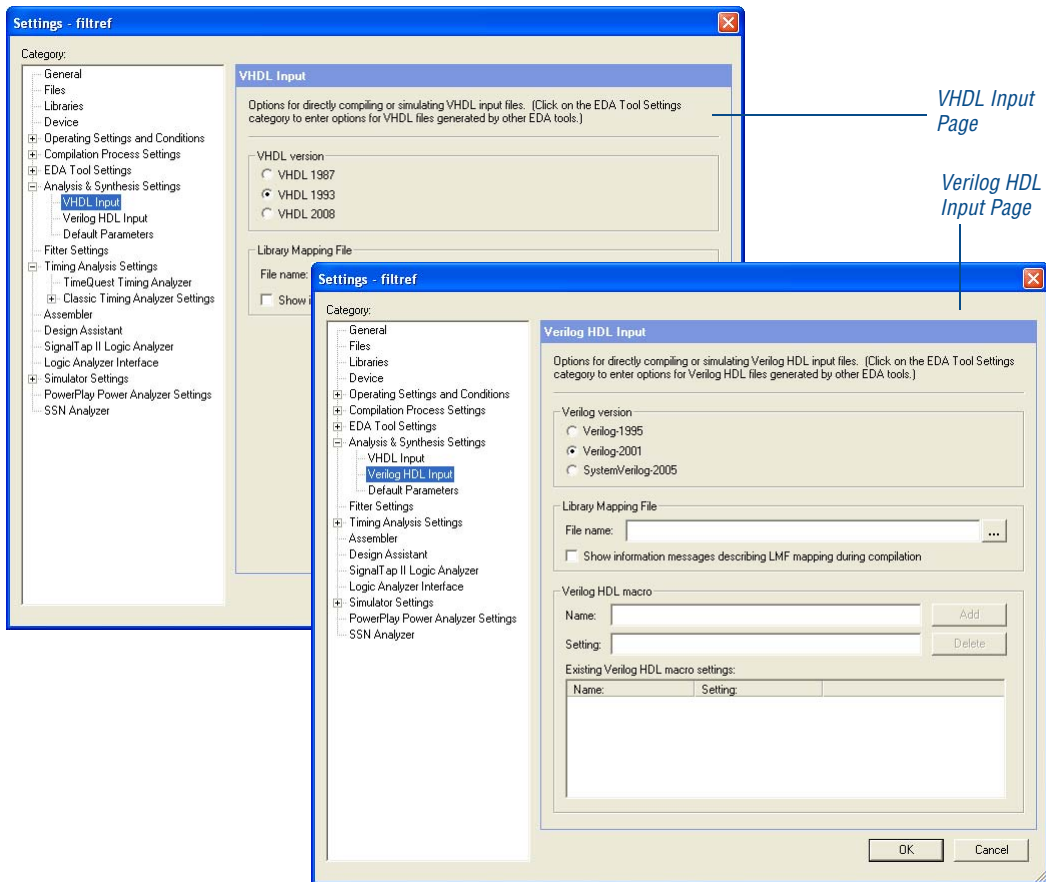 Settings - filtref
Category:
General
Files
Libraries
Device
Operating Settings and Conditions
Compilation Process Settings
EDA Tool Settings
Analysis & Synthesis Settings
VHDL Input
Verilog HDL Input
Default Parameters
Fitter Settings
Timing Analysis Settings
TimeQuest Timing Analyzer
Classic Timing Analyzer Settings
Assembler
Design Assistant
SignalTap II Logic Analyzer
Logic Analyzer Interface
Simulator Settings
PowerPlay Power Analyzer Settings
SSN Analyzer
VHDL Input
Options for directly compiling or simulating VHDL input files. (Click on the EDA Tool Settings
category to enter options for VHDL files generated by other EDA tools.)
VHDL version
VHDL 1987
VHDL 1993
VHDL 2008
Library Mapping File
File name:
Show
VHDL Input
Page
Verilog HDL
Input Page
Settings - filtref
Category:
General
Files
Libraries
Device
Operating Settings and Conditions
Compilation Process Settings
EDA Tool Settings
Analysis & Synthesis Settings
VHDL Input
Verilog HDL Input
Default Parameters
Fitter Settings
Timing Analysis Settings
Assembler
Design Assistant
SignalTap II Logic Analyzer
Logic Analyzer Interface
Simulator Settings
PowerPlay Power Analyzer Settings
SSN Analyzer
Verilog HDL Input
Options for directly compiling or simulating Verilog HDL input files. (Click on the EDA Tool Settings
category to enter options for Verilog HDL files generated by other EDA tools.)
Verilog version
Verilog-1995
Verilog-2001
SystemVerilog-2005
Library Mapping File
File name:
...
Show information messages describing LMF mapping during compilation
Verilog HDL macro
Name:
Add
Setting:
Delete
Existing Verilog HDL macro settings:
Name: Setting:
OK Cancel